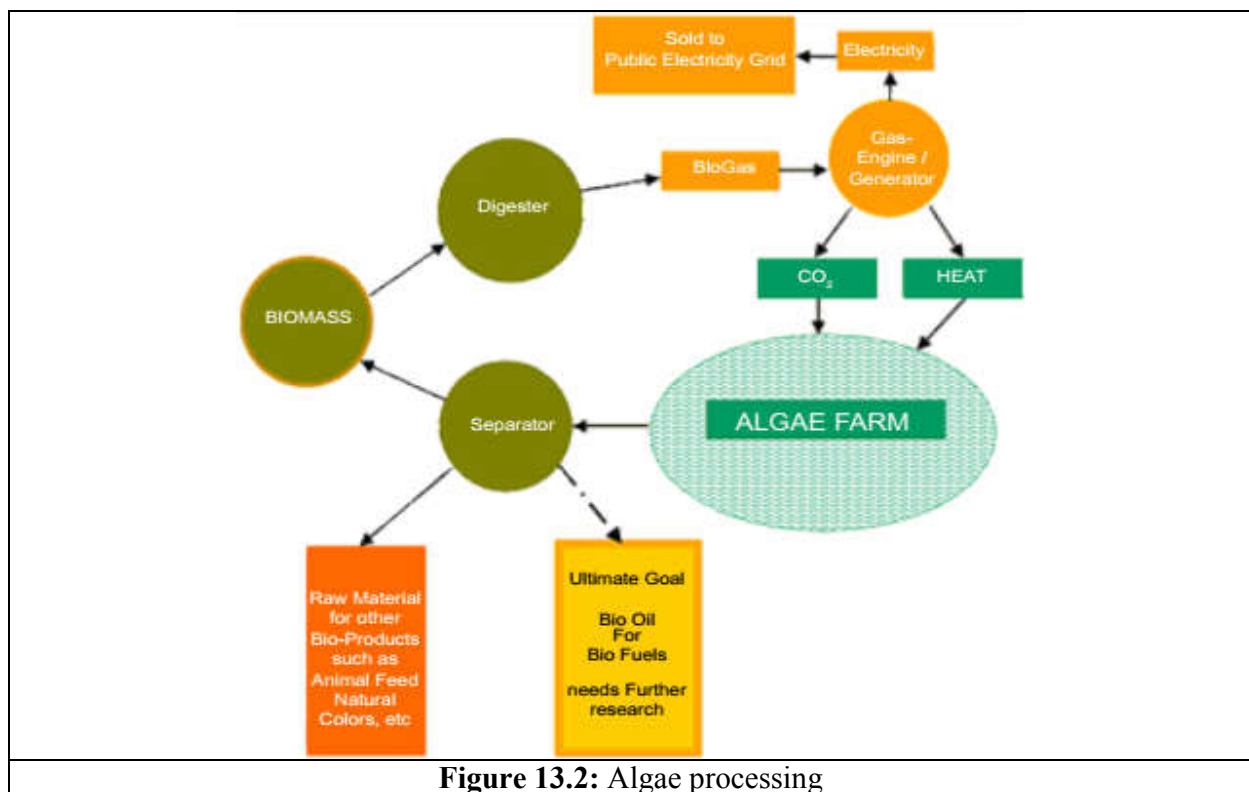 Sold to
Public Electricity Grid
Electricity
Gas-
Engine /
Generator
BIoGas
Digester
CO₂
HEAT
BIOMASS
ALGAE FARM
Separator
Raw Material
for other
Bio-Products
such as
Animal Feed
Natural
Colors, etc
Ultimate Goal
Bio Oil
For
Bio Fuels
needs Further
research
Figure 13.2: Algae processing